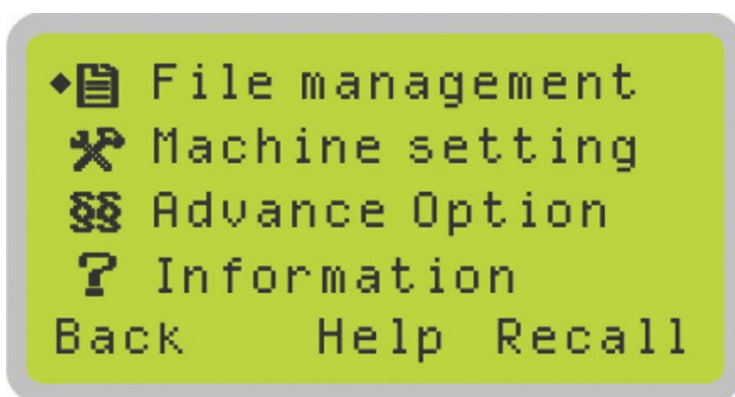 File management
Machine setting
§§ Advance Option
? Information
Back Help Recall